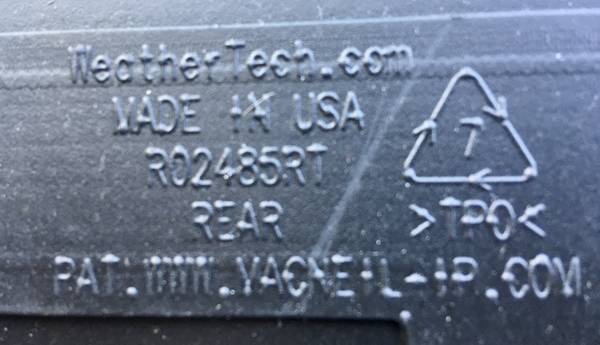 WeatherTech.com
MADE IN USA
7
R02485RT
REAR
>TPO<
PAT. WWW.MACNEIL-IP.COM